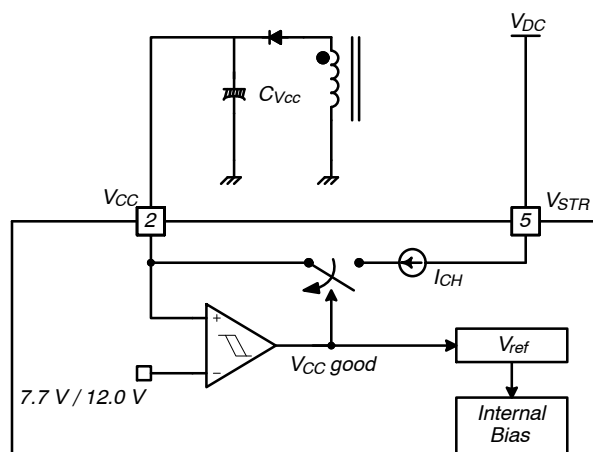 V_DC
C_Vcc
V_CC
2
5
V_STR
I_CH
+
−
V_CC good
V_ref
7.7 V / 12.0 V
Internal
Bias